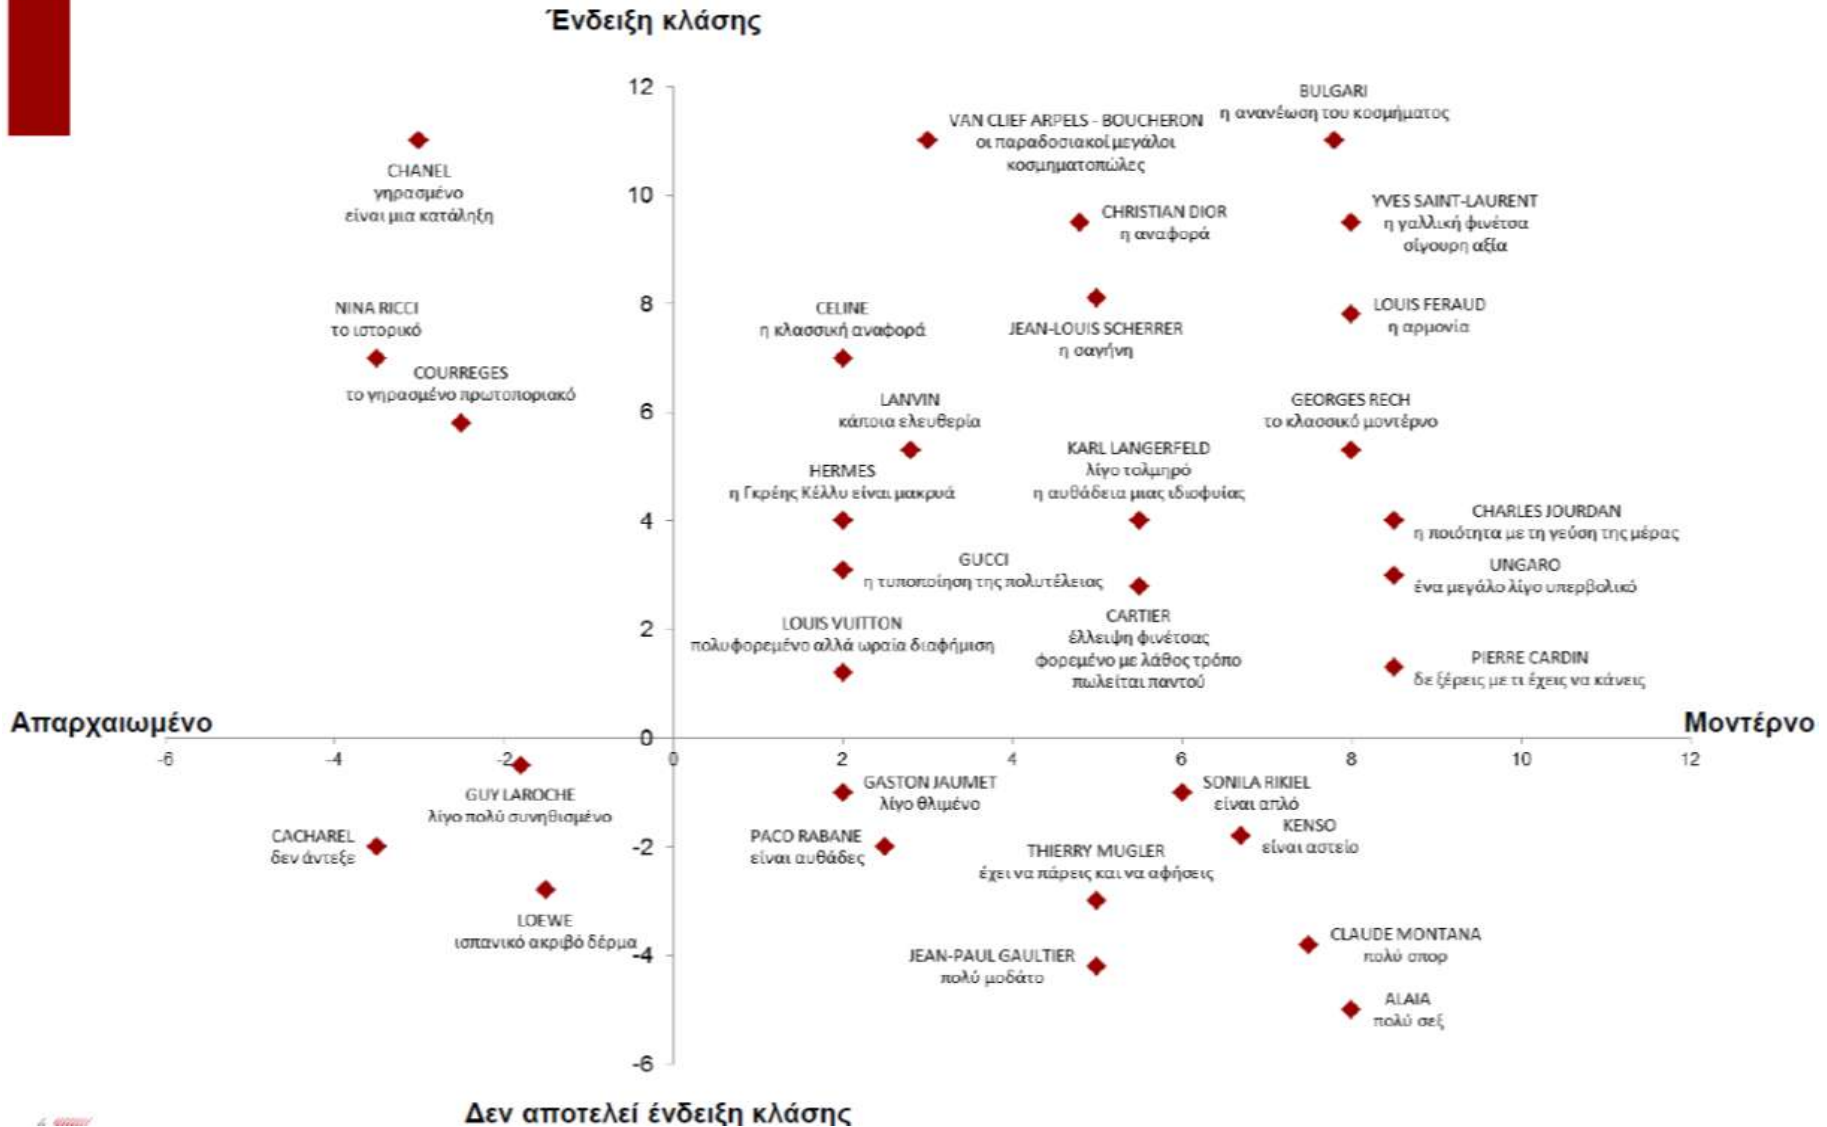 Ένδειξη κλάσης
12
10
8
6
4
2
0
-2
-4
-6
BULGARI
η ανανέωση του κοσμήματος
VAN CLIEF ARPELS - BOUCHERON
οι παραδοσιακοί μεγάλοι
κοσμηματοπώλες
CHANEL
γηρασμένο
είναι μια κατάληξη
CHRISTIAN DIOR
η αναφορά
YVES SAINT-LAURENT
η γαλλική φινέτσα
σίγουρη αξία
NINA RICCI
το ιστορικό
CELINE
η κλασσική αναφορά
JEAN-LOUIS SCHERRER
η σαγήνη
LOUIS FERAUD
η αρμονία
COURREGES
το γηρασμένο πρωτοποριακό
LANVIN
κάποια ελευθερία
GEORGES RECH
το κλασσικό μοντέρνο
HERMES
η Γκρέης Κέλλυ είναι μακρυά
KARL LANGERFELD
λίγο τολμηρό
η αυθάδεια μιας ιδιοφυίας
CHARLES JOURDAN
η ποιότητα με τη γεύση της μέρας
GUCCI
η τυποποίηση της πολυτέλειας
UNGARO
ένα μεγάλο λίγο υπερβολικό
LOUIS VUITTON
πολυφορεμένο αλλά ωραία διαφήμιση
CARTIER
έλλειψη φινέτσας
φορεμένο με λάθος τρόπο
πωλείται παντού
PIERRE CARDIN
δε ξέρεις με τι έχεις να κάνεις
Απαρχαιωμένο
Μοντέρνο
-6 -4 -2 0 2 4 6 8 10 12
GUY LAROCHE
λίγο πολύ συνηθισμένο
GASTON JAUMET
λίγο θλιμένο
SONILA RIKIEL
είναι απλό
CACHAREL
δεν άντεξε
PACO RABANE
είναι αυθάδες
KENSO
είναι αστείο
THIERRY MUGLER
έχει να πάρεις και να αφήσεις
LOEWE
ισπανικό ακριβό δέρμα
JEAN-PAUL GAULTIER
πολύ μοδάτο
CLAUDE MONTANA
πολύ σπορ
ALAIA
πολύ σεξ
Δεν αποτελεί ένδειξη κλάσης